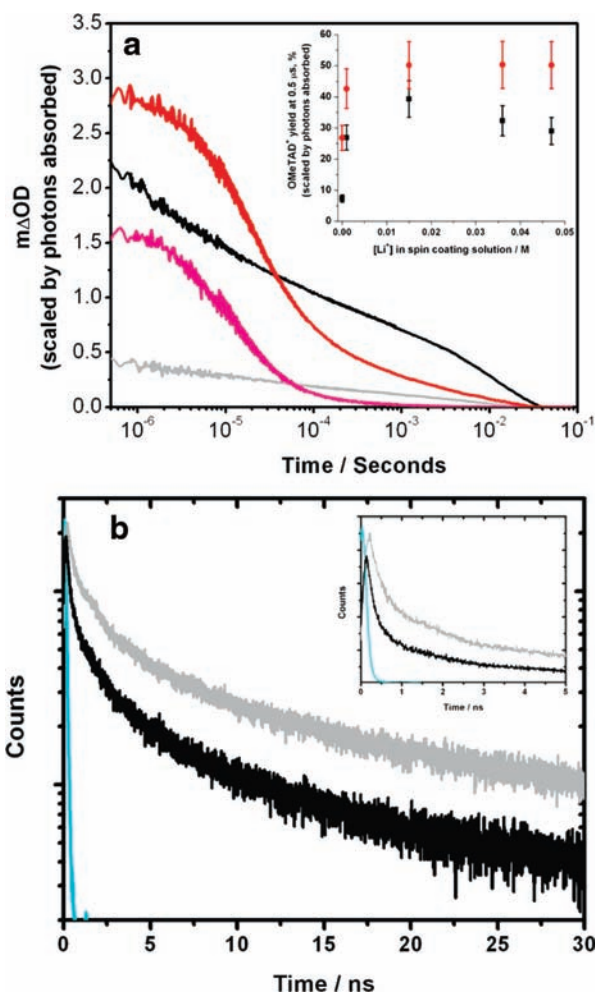 a
mΔOD
(scaled by photons absorbed)
3.5
3.0
2.5
2.0
1.5
1.0
0.5
0.0
10⁻⁶ 10⁻⁵ 10⁻⁴ 10⁻³ 10⁻² 10⁻¹
Time / Seconds
OMeTAD⁺ yield at 0.5 μs, %
(scaled by photons absorbed)
60
50
40
30
20
10
0
0.00 0.01 0.02 0.03 0.04 0.05
[Li⁺] in spin coating solution / M
b
Counts
0 5 10 15 20 25 30
Time / ns
Counts
0 1 2 3 4 5
Time / ns